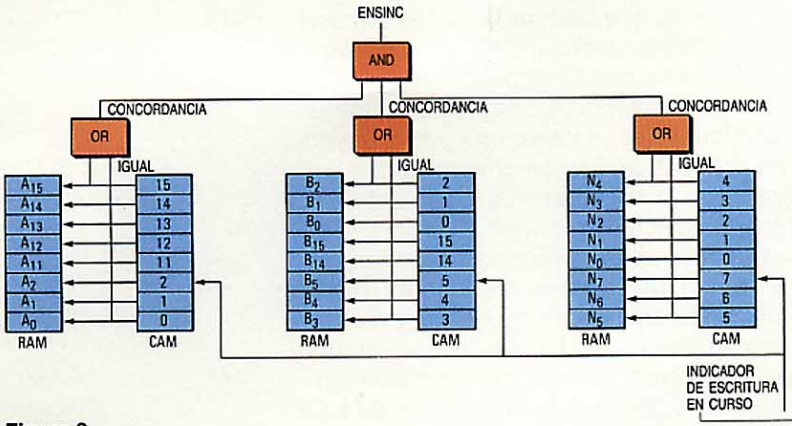 ENSINC
AND
CONCORDANCIA
CONCORDANCIA
CONCORDANCIA
OR
OR
OR
IGUAL
IGUAL
IGUAL
A15 15
A14 14
A13 13
A12 12
A11 11
A2 2
A1 1
A0 0
RAM CAM
B2 2
B1 1
B0 0
B15 15
B14 14
B5 5
B4 4
B3 3
RAM CAM
N4 4
N3 3
N2 2
N1 1
N0 0
N7 7
N6 6
N5 5
RAM CAM
INDICADOR
DE ESCRITURA
EN CURSO